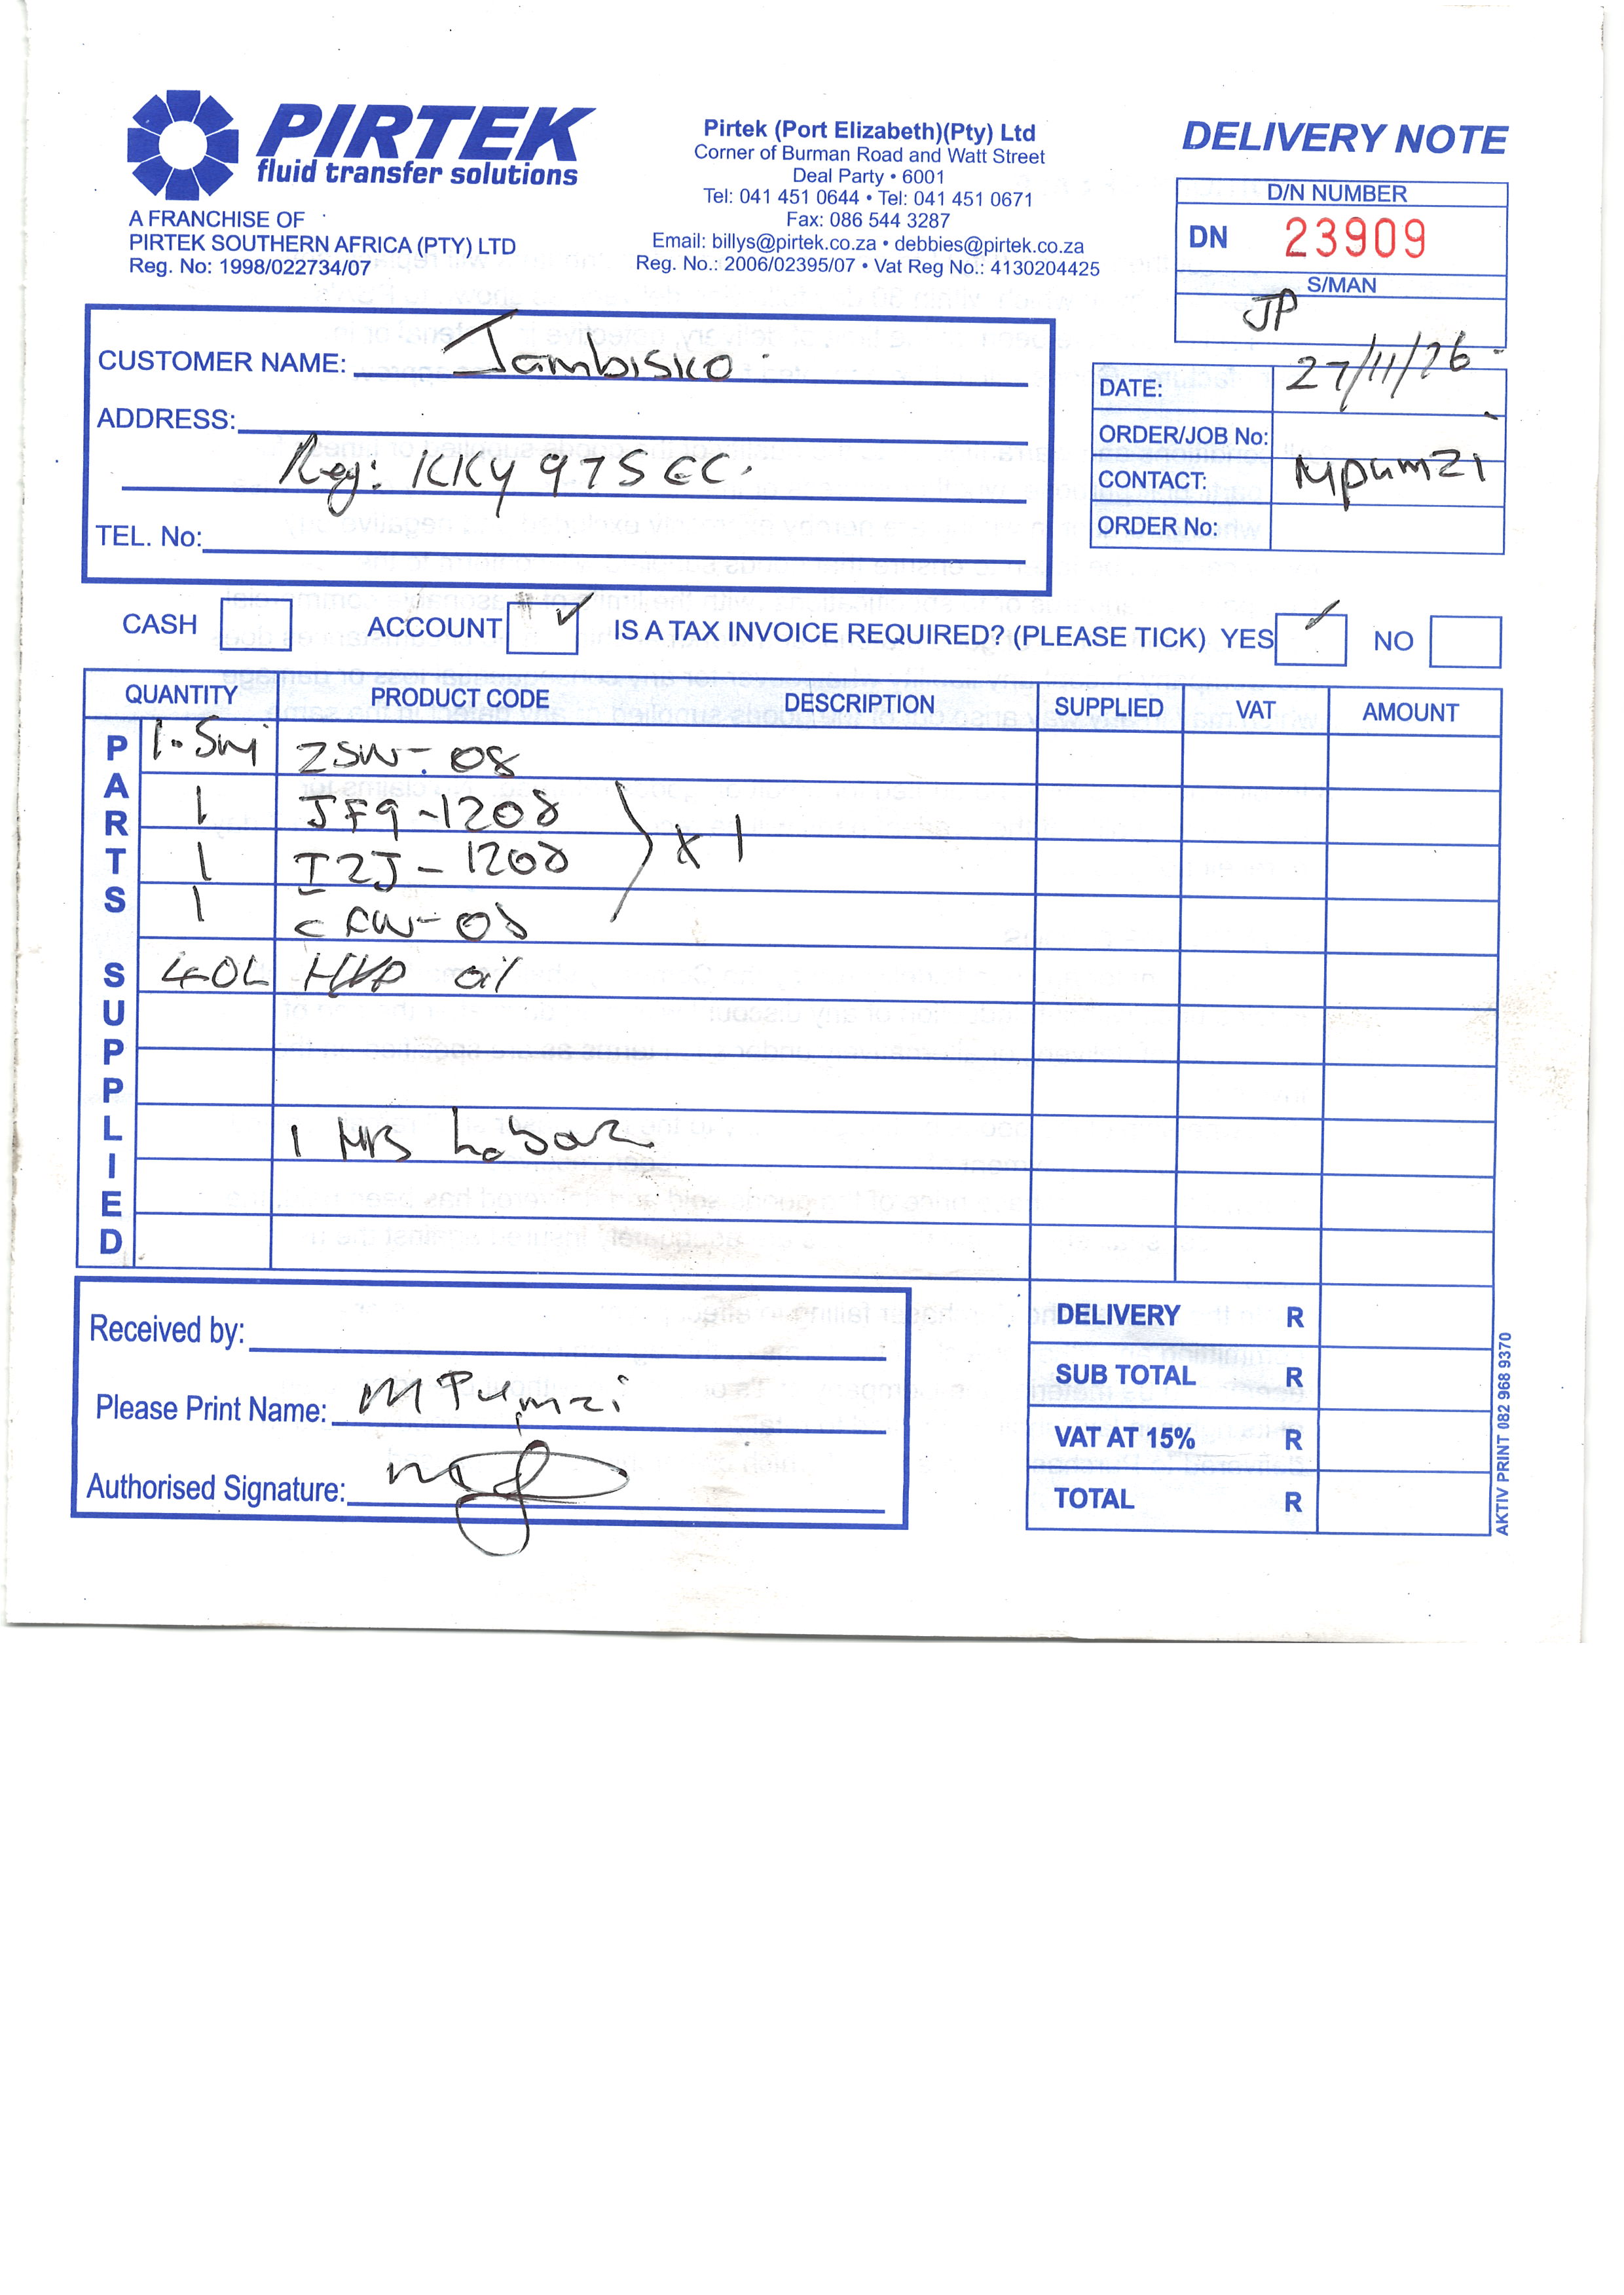 PIRTEK
fluid transfer solutions
A FRANCHISE OF
PIRTEK SOUTHERN AFRICA (PTY) LTD
Reg. No: 1998/022734/07
Pirtek (Port Elizabeth)(Pty) Ltd
Corner of Burman Road and Watt Street
Deal Party • 6001
Tel: 041 451 0644 • Tel: 041 451 0671
Fax: 086 544 3287
Email: billys@pirtek.co.za • debbies@pirtek.co.za
Reg. No.: 2006/02395/07 • Vat Reg No.: 4130204425
DELIVERY NOTE
D/N NUMBER
DN 23909
S/MAN
JP
CUSTOMER NAME: Jambisko
ADDRESS:
Reg: KKY 975 EC
TEL. No:
DATE: 27/11/26
ORDER/JOB No:
CONTACT: Mpumzi
ORDER No:
CASH ACCOUNT ✓ IS A TAX INVOICE REQUIRED? (PLEASE TICK) YES ✓ NO
QUANTITY PRODUCT CODE DESCRIPTION SUPPLIED VAT AMOUNT
PARTS SUPPLIED
1.5m ZSW-08
1 JF9-1208
1 I2J-1208 x 1
1 CFW-08
40L HVP oil
1 HRS Labour
Received by:
Please Print Name: MPumzi
Authorised Signature:
DELIVERY R
SUB TOTAL R
VAT AT 15% R
TOTAL R
AKTIV PRINT 082 968 9370